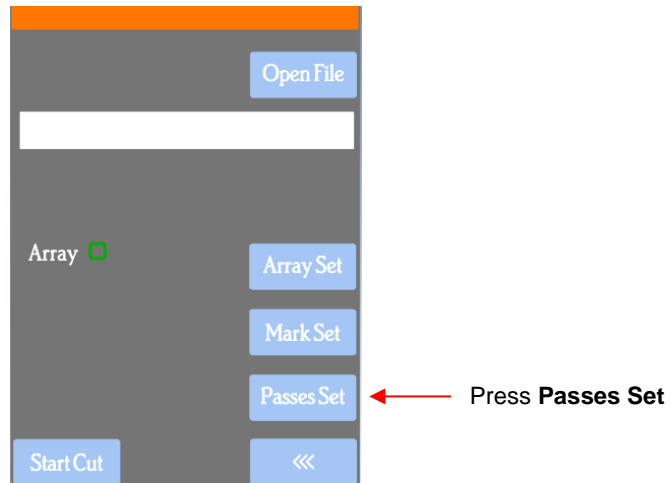 Open File
Array
Array Set
Mark Set
Passes Set
Press Passes Set
Start Cut
<<<